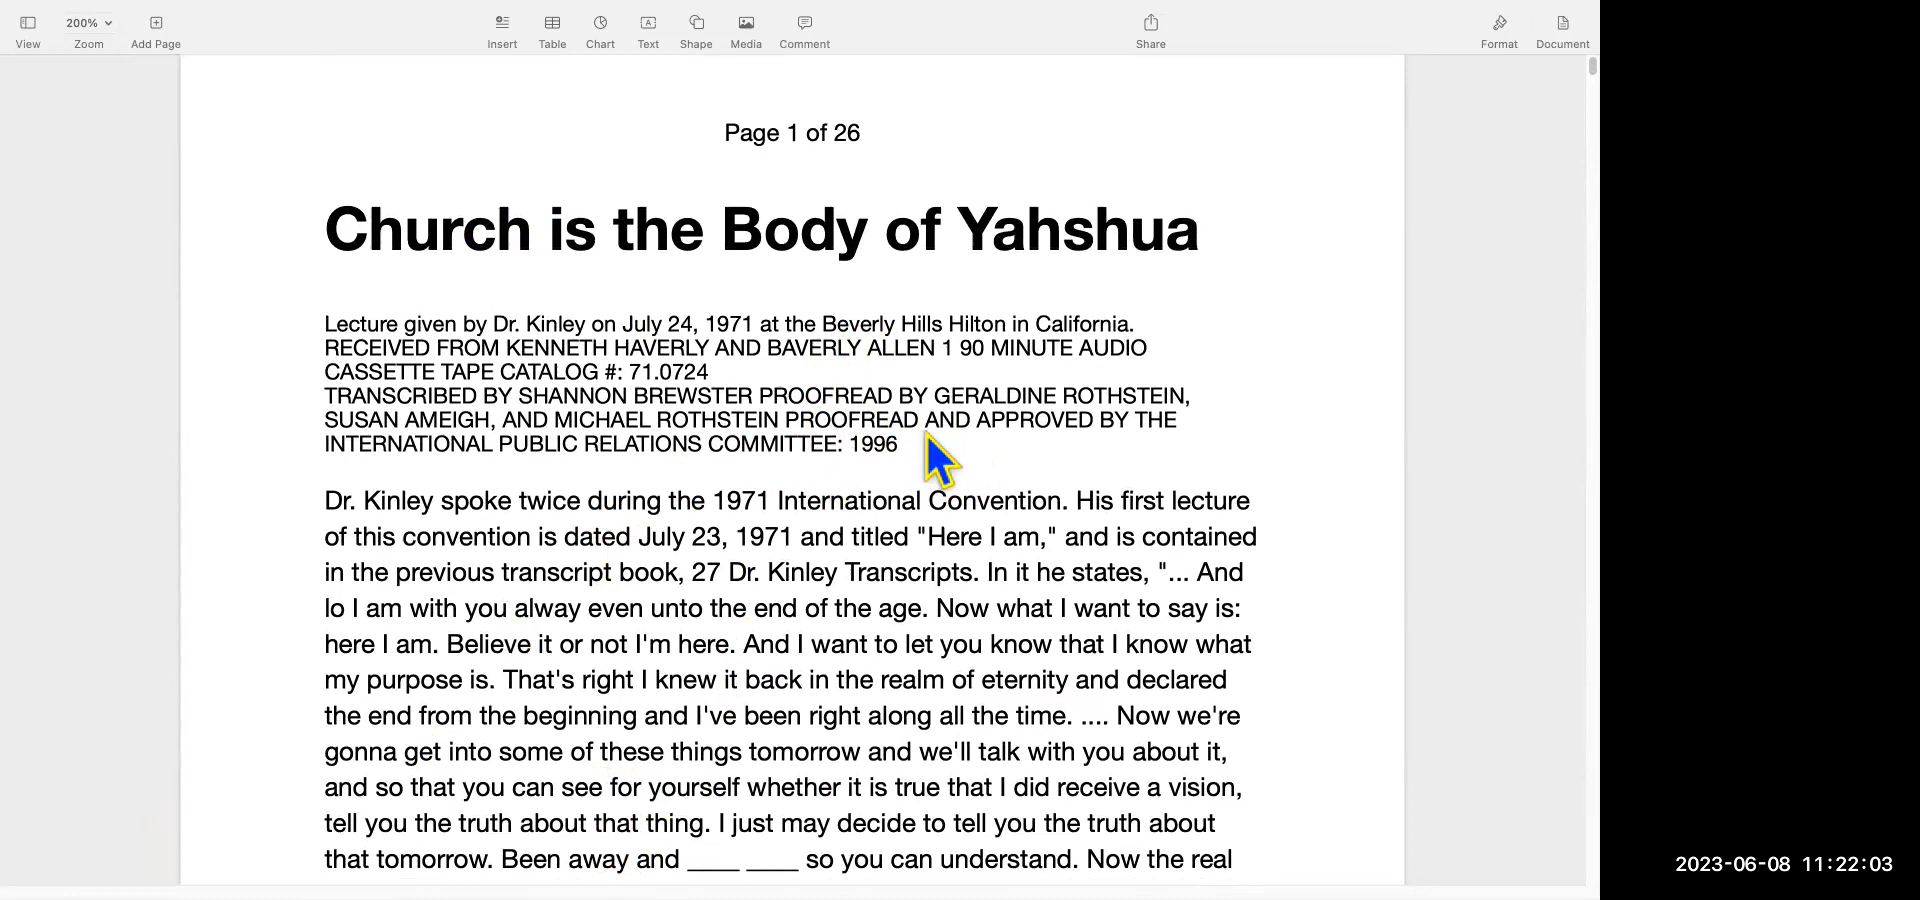 200%
View
Zoom
Add Page
Insert
Table
Chart
Text
Shape
Media
Comment
Share
Format
Document
Page 1 of 26
Church is the Body of Yahshua
Lecture given by Dr. Kinley on July 24, 1971 at the Beverly Hills Hilton in California.
RECEIVED FROM KENNETH HAVERLY AND BAVERLY ALLEN 1 90 MINUTE AUDIO
CASSETTE TAPE CATALOG #: 71.0724
TRANSCRIBED BY SHANNON BREWSTER PROOFREAD BY GERALDINE ROTHSTEIN,
SUSAN AMEIGH, AND MICHAEL ROTHSTEIN PROOFREAD AND APPROVED BY THE
INTERNATIONAL PUBLIC RELATIONS COMMITTEE: 1996
Dr. Kinley spoke twice during the 1971 International Convention. His first lecture
of this convention is dated July 23, 1971 and titled "Here I am," and is contained
in the previous transcript book, 27 Dr. Kinley Transcripts. In it he states, "... And
lo I am with you alway even unto the end of the age. Now what I want to say is:
here I am. Believe it or not I'm here. And I want to let you know that I know what
my purpose is. That's right I knew it back in the realm of eternity and declared
the end from the beginning and I've been right along all the time. .... Now we're
gonna get into some of these things tomorrow and we'll talk with you about it,
and so that you can see for yourself whether it is true that I did receive a vision,
tell you the truth about that thing. I just may decide to tell you the truth about
that tomorrow. Been away and ____ ____ so you can understand. Now the real
2023-06-08 11:22:03